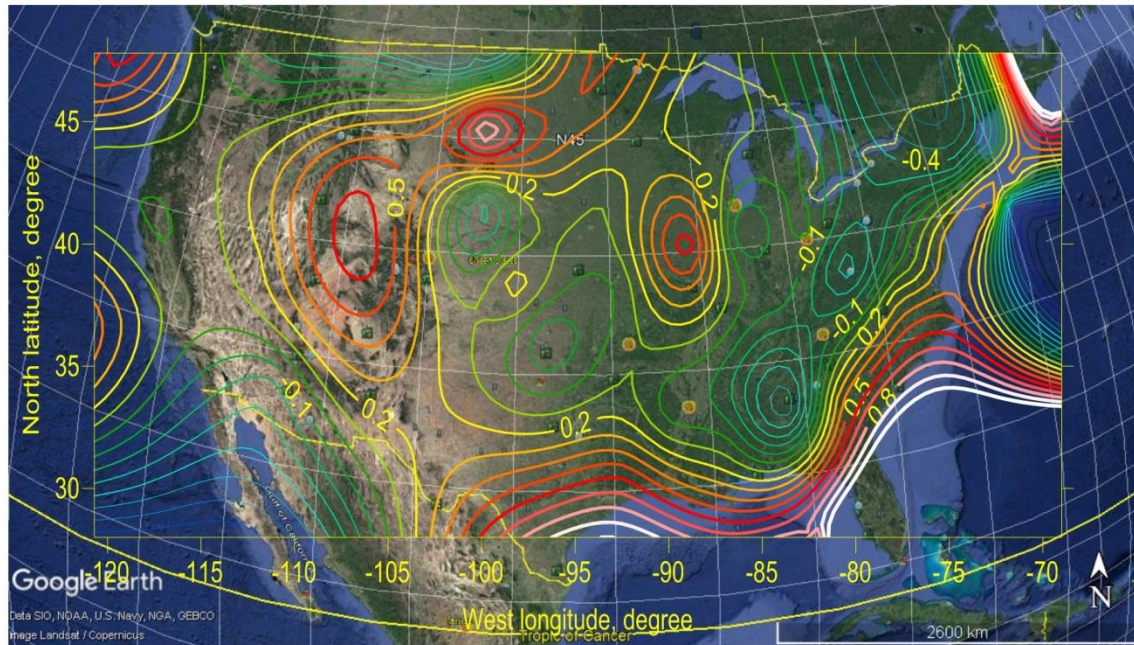 45
40
35
30
North latitude, degree
N45
0.5
0.2
0.2
-0.4
-0.1
-0.1
0.2
0.5
0.8
0.2
0.2
-0.1
Gulf of California
-120 -115 -110 -105 -100 -95 -90 -85 -80 -75 -70
West longitude, degree
Tropic of Cancer
Google Earth
Data SIO, NOAA, U.S. Navy, NGA, GEBCO
Image Landsat / Copernicus
2600 km
N